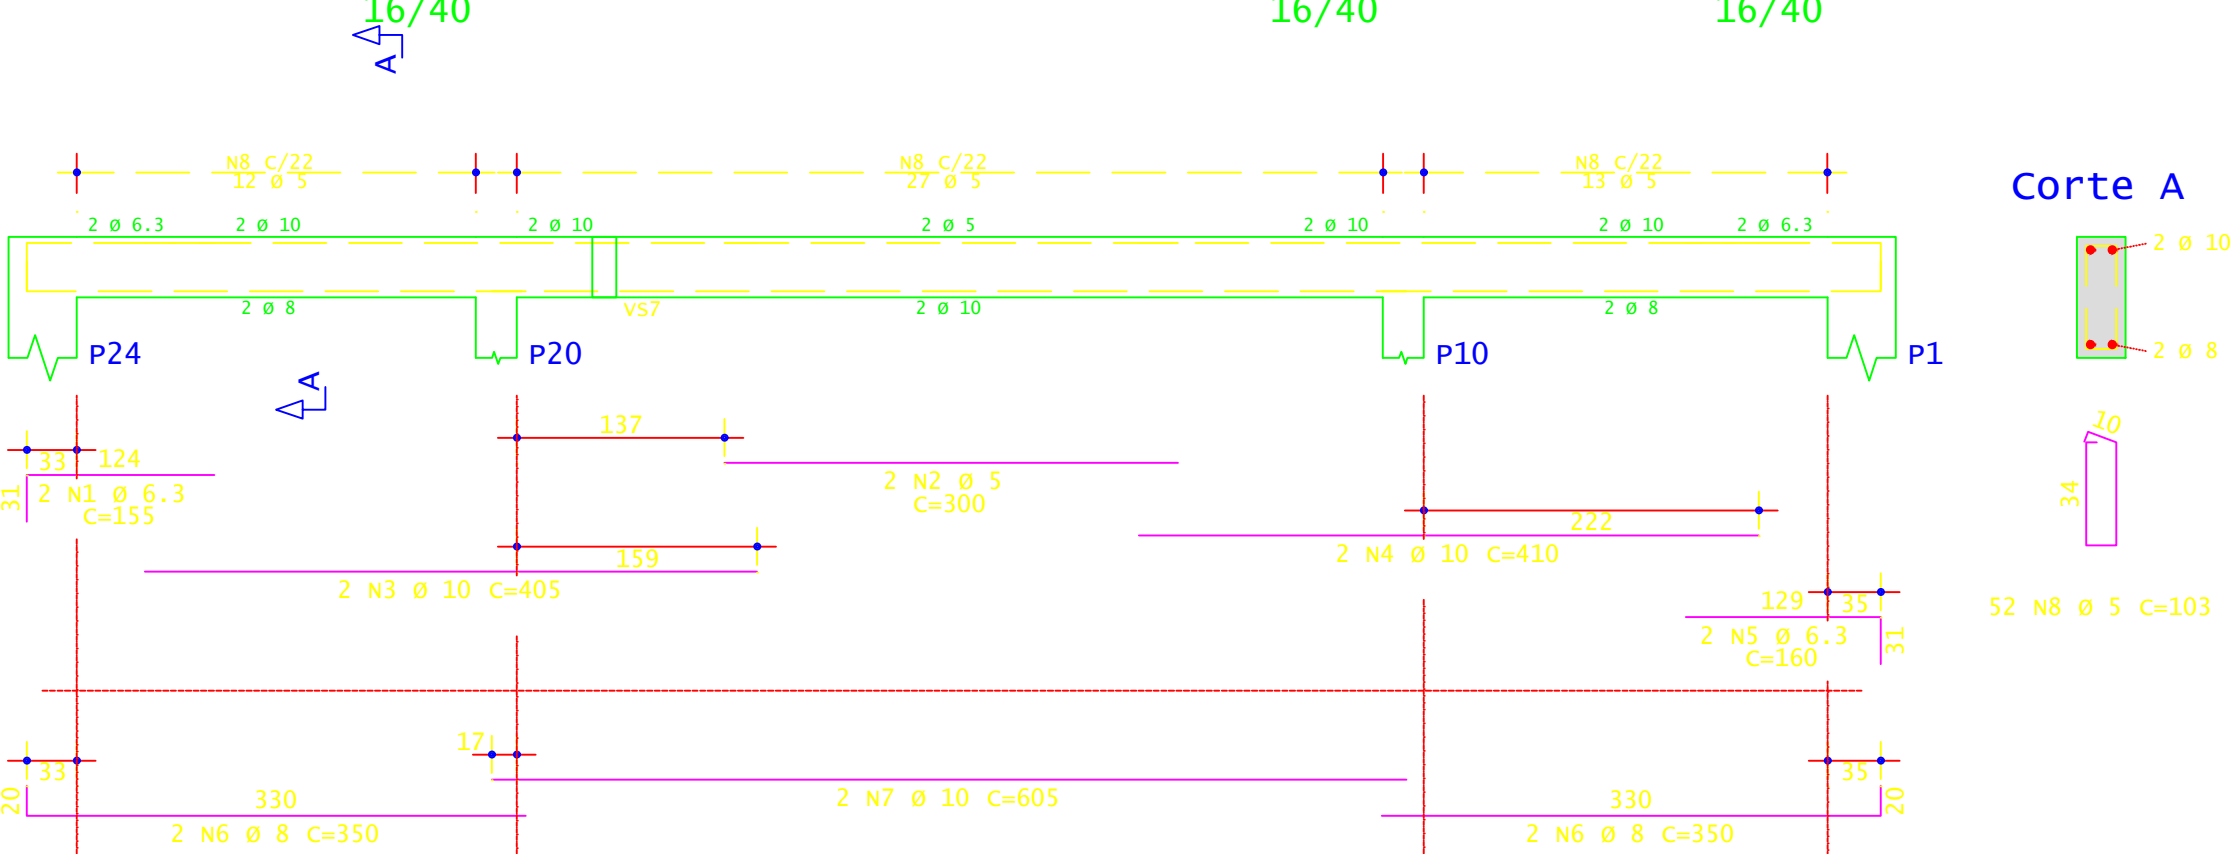 16/40
16/40
16/40
A
N8 C/22
12 Ø 5
N8 C/22
27 Ø 5
N8 C/22
13 Ø 5
Corte A
2 Ø 6.3
2 Ø 10
2 Ø 10
2 Ø 5
2 Ø 10
2 Ø 10
2 Ø 6.3
2 Ø 10
2 Ø 8
VS7
2 Ø 10
2 Ø 8
2 Ø 8
P24
P20
P10
P1
A
10
34
52 N8 Ø 5 C=103
33
124
31
2 N1 Ø 6.3
C=155
137
2 N2 Ø 5
C=300
222
2 N4 Ø 10 C=410
159
2 N3 Ø 10 C=405
129
35
2 N5 Ø 6.3
C=160
31
17
33
20
330
2 N6 Ø 8 C=350
2 N7 Ø 10 C=605
35
330
20
2 N6 Ø 8 C=350